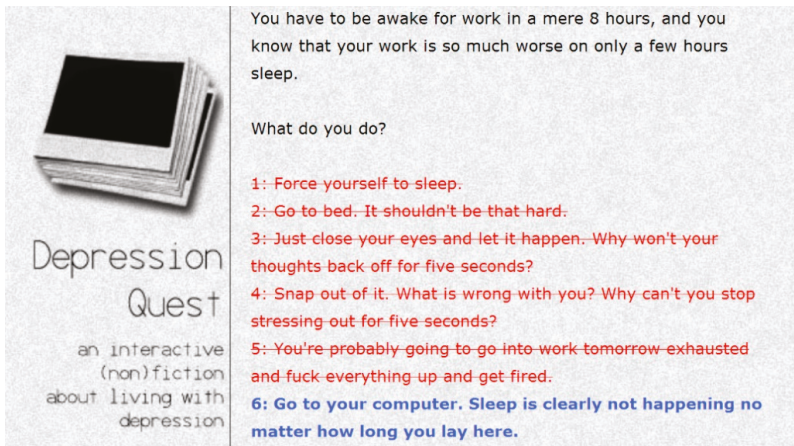 You have to be awake for work in a mere 8 hours, and you
know that your work is so much worse on only a few hours
sleep.
What do you do?
1: Force yourself to sleep.
2: Go to bed. It shouldn't be that hard.
3: Just close your eyes and let it happen. Why won't your
thoughts back off for five seconds?
4: Snap out of it. What is wrong with you? Why can't you stop
stressing out for five seconds?
5: You're probably going to go into work tomorrow exhausted
and fuck everything up and get fired.
6: Go to your computer. Sleep is clearly not happening no
matter how long you lay here.
Depression
Quest
an interactive
(non)fiction
about living with
depression